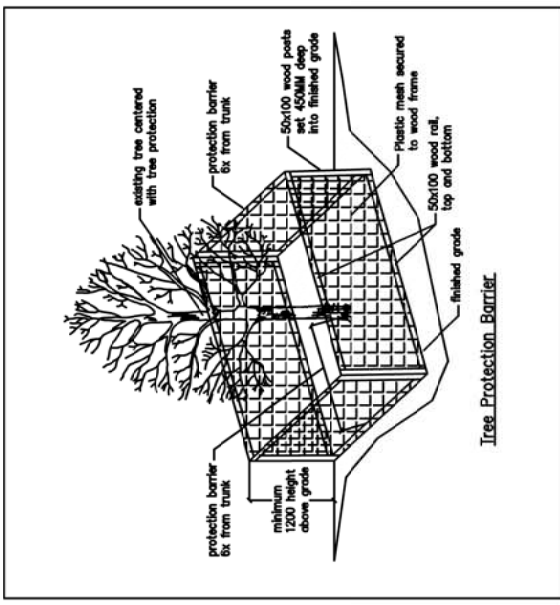 existing tree centered
with tree protection
protection barrier
6x from trunk
50x100 wood posts
set 450MM deep
into finished grade
protection barrier
6x from trunk
minimum
1200 height
above grade
Plastic mesh secured
to wood frame
50x100 wood rail,
top and bottom
finished grade
Tree Protection Barrier